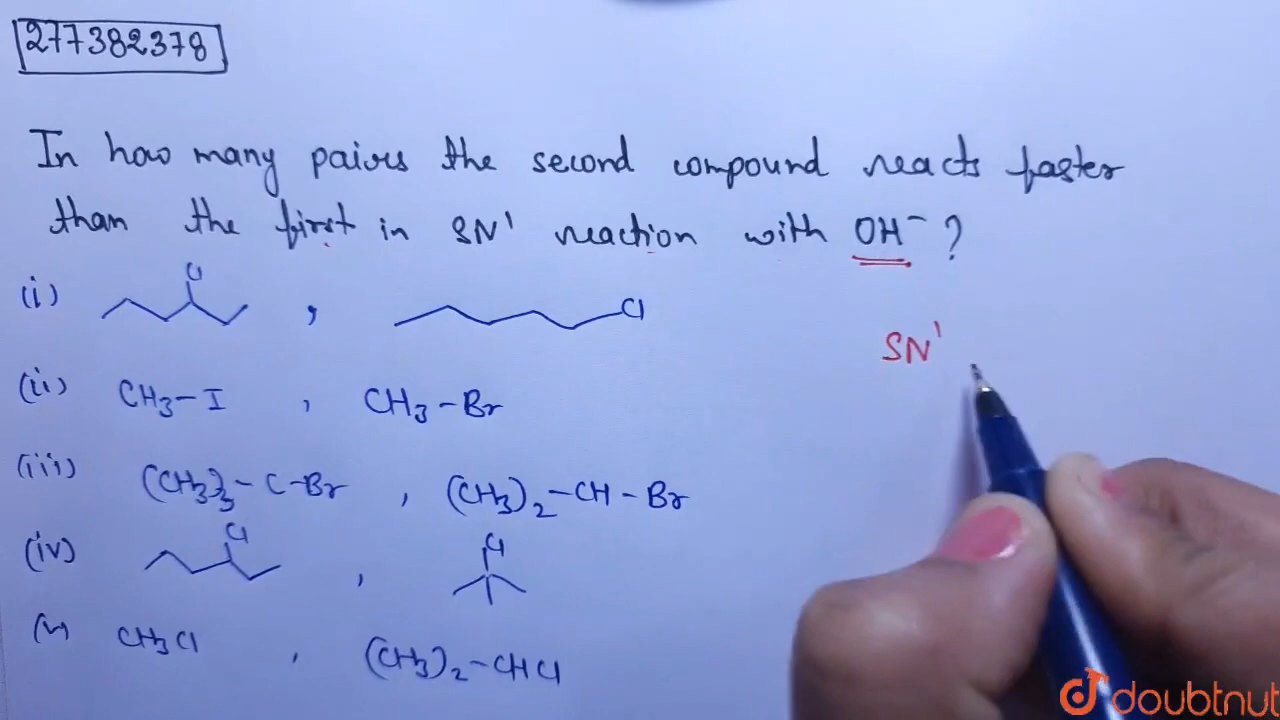 277382378
In how many pairs the second compound reacts faster
than the first in SN' reaction with OH⁻ ?
(i) Cl , Cl
(ii) CH3-I , CH3-Br
(iii) (CH3)3-C-Br , (CH3)2-CH-Br
(iv) Cl , Cl
(v) CH3Cl , (CH3)2-CHCl
SN'
doubtnut